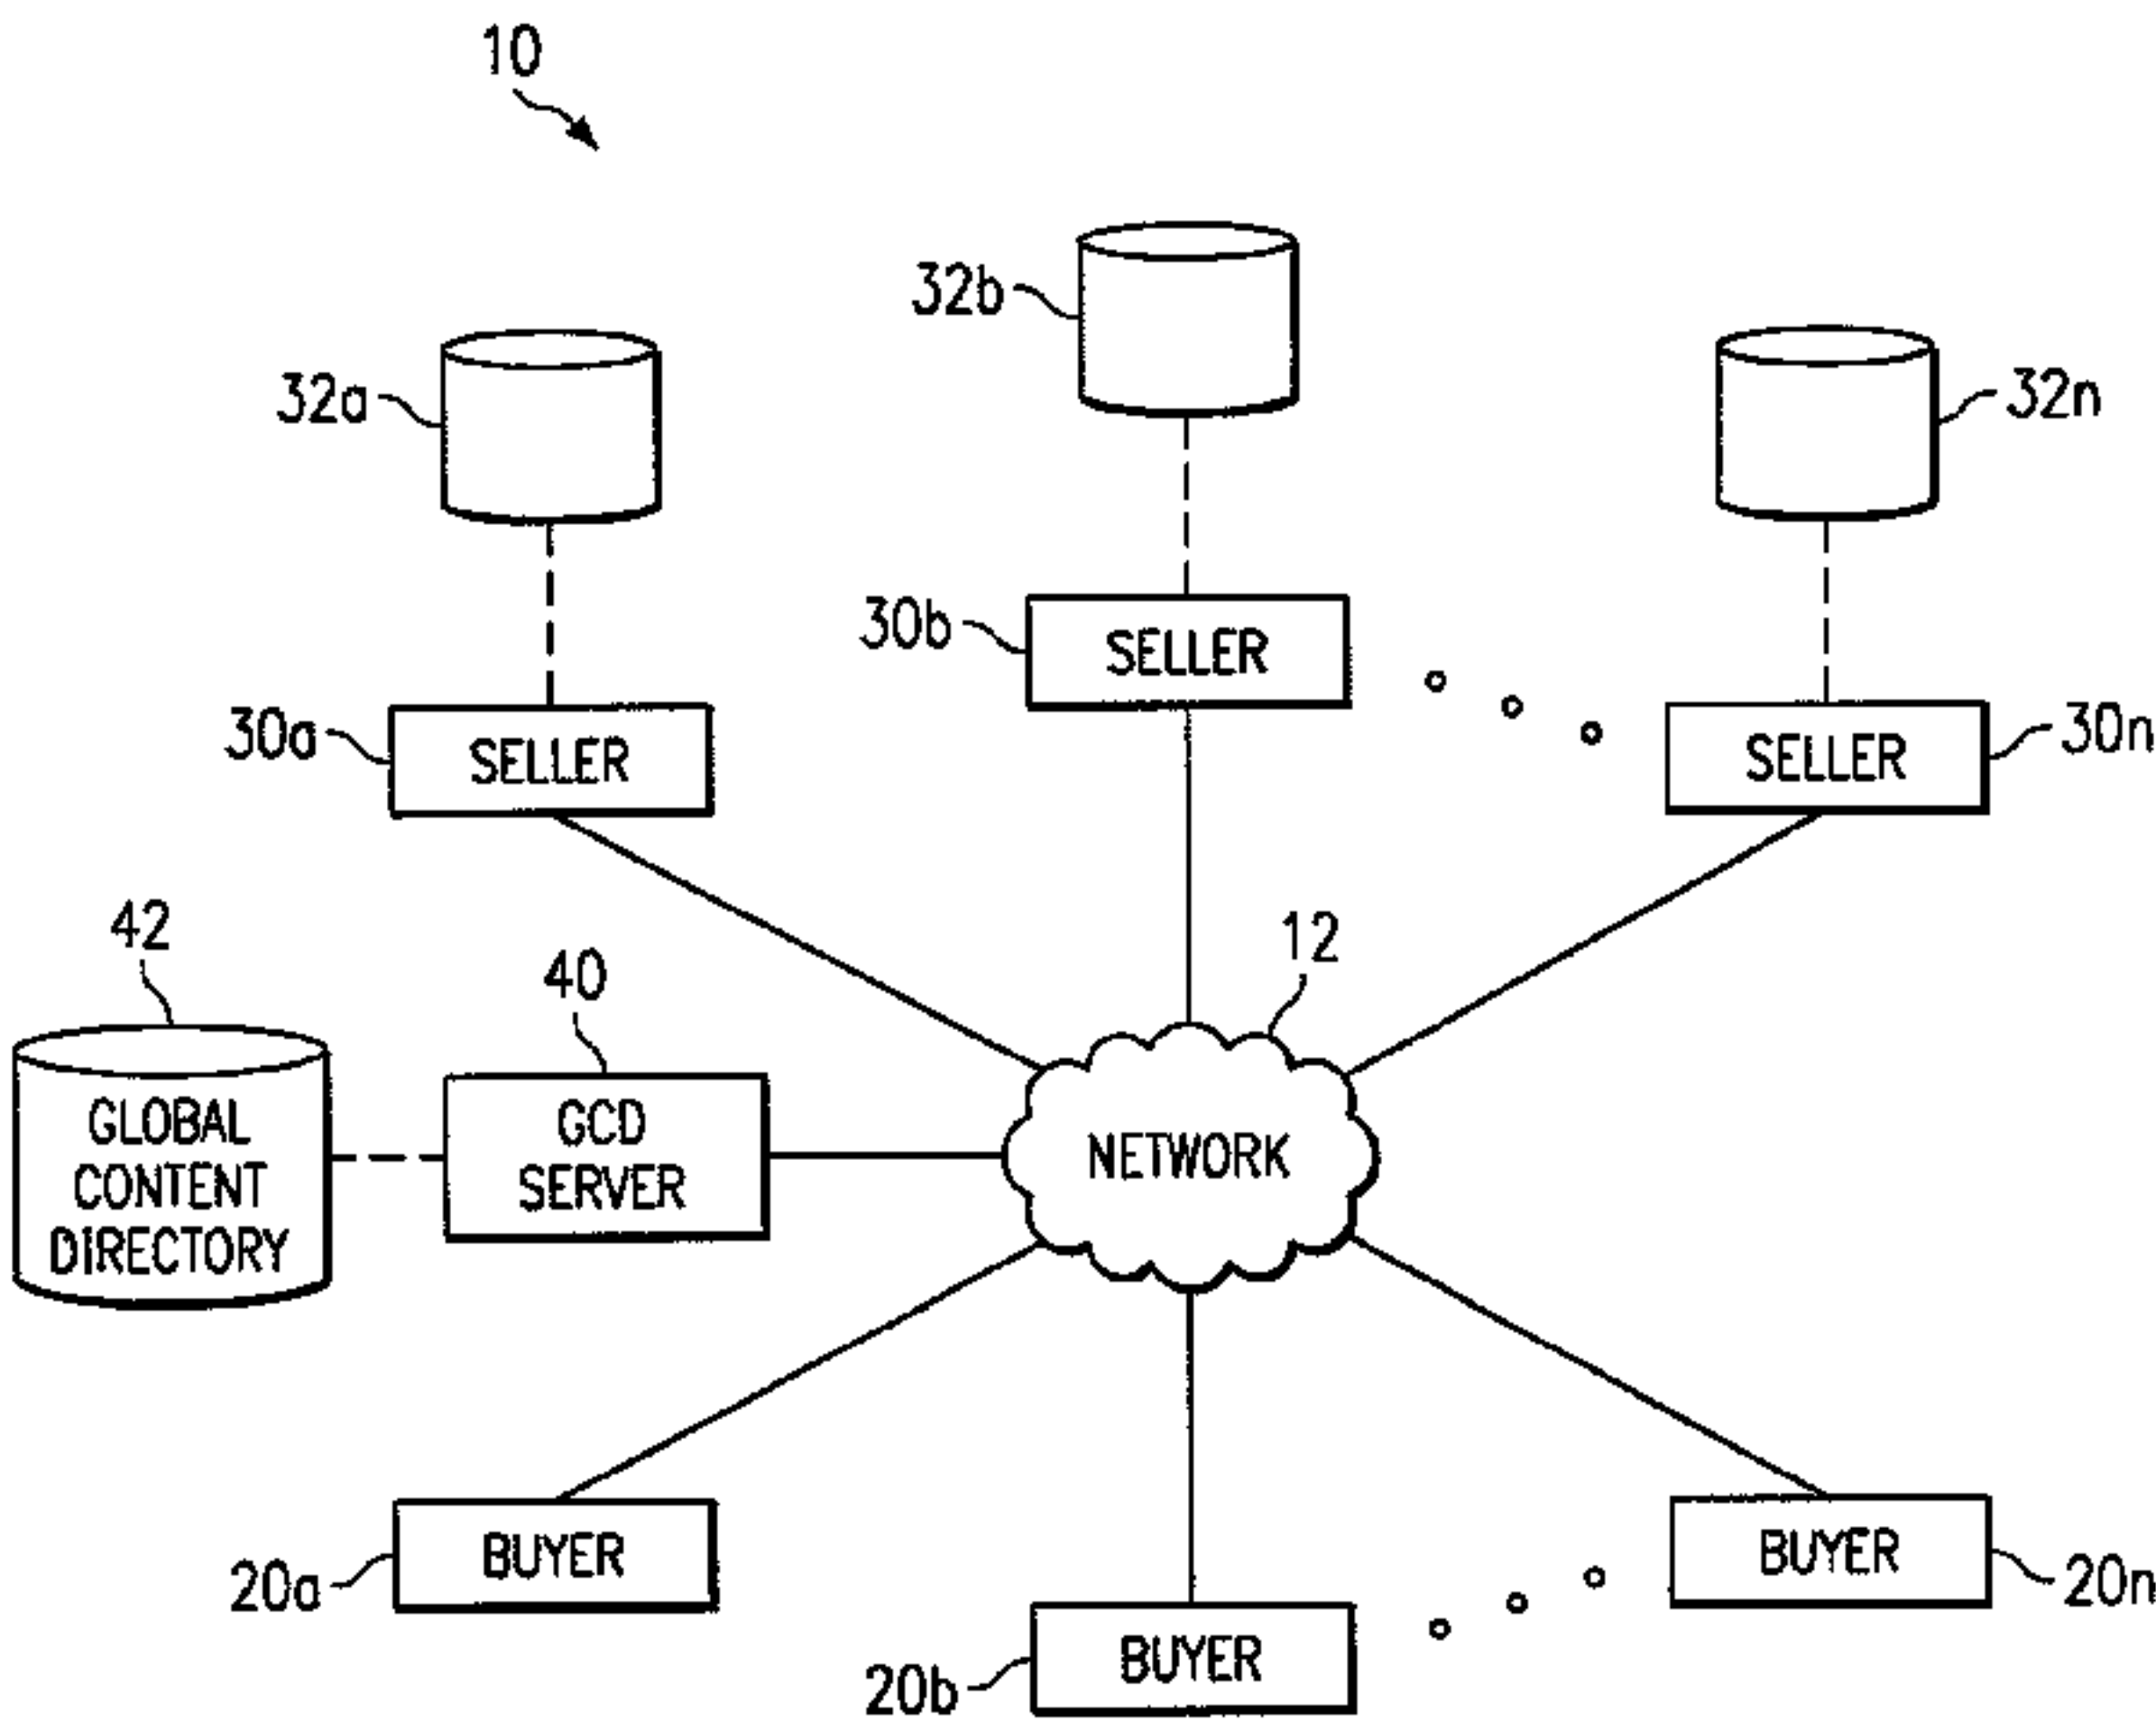 10
32b
32a
32n
30b
SELLER
30a
SELLER
SELLER
30n
42
40
12
GLOBAL
CONTENT
DIRECTORY
GCD
SERVER
NETWORK
BUYER
20a
BUYER
20n
BUYER
20b